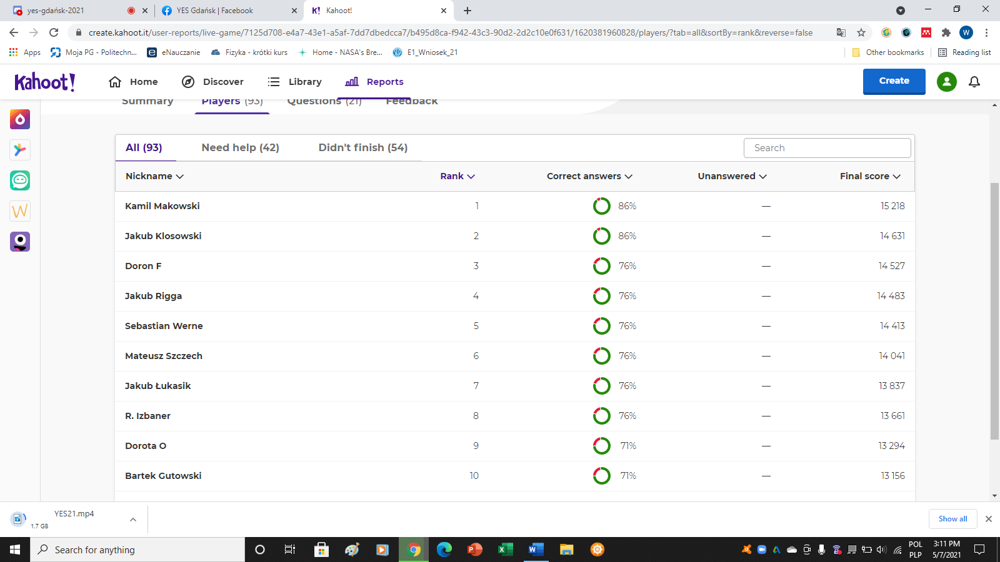 yes-gdańsk-2021
YES Gdańsk | Facebook
K! Kahoot!
create.kahoot.it/user-reports/live-game/7125d708-e4a7-43e1-a5af-7dd7dbedcca7/b495d8ca-f942-43c3-90d2-2d2c10e0f631/1620381960828/players/?tab=all&sortBy=rank&reverse=false
W
Apps
Moja PG - Politechn...
eNauczanie
Fizyka - krótki kurs
Home - NASA's Bre...
E1_Wniosek_21
Other bookmarks
Reading list
Kahoot!
Home
Discover
Library
Reports
Create
Summary
Players (93)
Questions (21)
Feedback
All (93)
Need help (42)
Didn't finish (54)
Search
Nickname Rank Correct answers Unanswered Final score
Kamil Makowski 1 86% — 15 218
Jakub Klosowski 2 86% — 14 631
Doron F 3 76% — 14 527
Jakub Rigga 4 76% — 14 483
Sebastian Werne 5 76% — 14 413
Mateusz Szczech 6 76% — 14 041
Jakub Łukasik 7 76% — 13 837
R. Izbaner 8 76% — 13 661
Dorota O 9 71% — 13 294
Bartek Gutowski 10 71% — 13 156
YES21.mp4
1.7 GB
Show all
Search for anything
POL
PLP
3:11 PM
5/7/2021